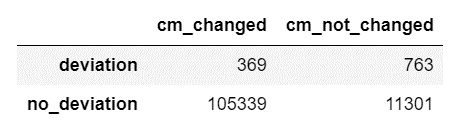 cm_changed cm_not_changed
deviation 369 763
no_deviation 105339 11301